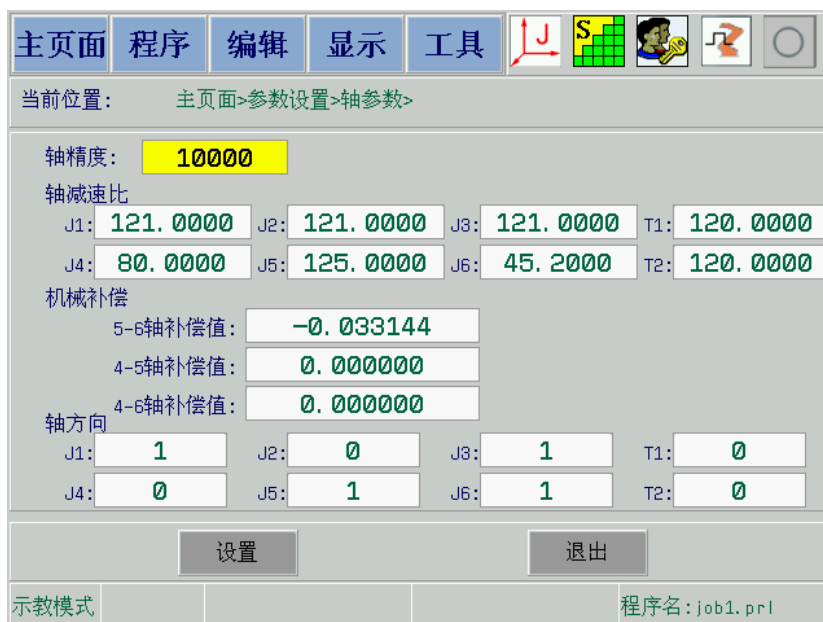 主页面 程序 编辑 显示 工具 J S
当前位置: 主页面>参数设置>轴参数>
轴精度: 10000
轴减速比
J1: 121.0000 J2: 121.0000 J3: 121.0000 T1: 120.0000
J4: 80.0000 J5: 125.0000 J6: 45.2000 T2: 120.0000
机械补偿
5-6轴补偿值: -0.033144
4-5轴补偿值: 0.000000
4-6轴补偿值: 0.000000
轴方向
J1: 1 J2: 0 J3: 1 T1: 0
J4: 0 J5: 1 J6: 1 T2: 0
设置 退出
示教模式 程序名:job1.prl